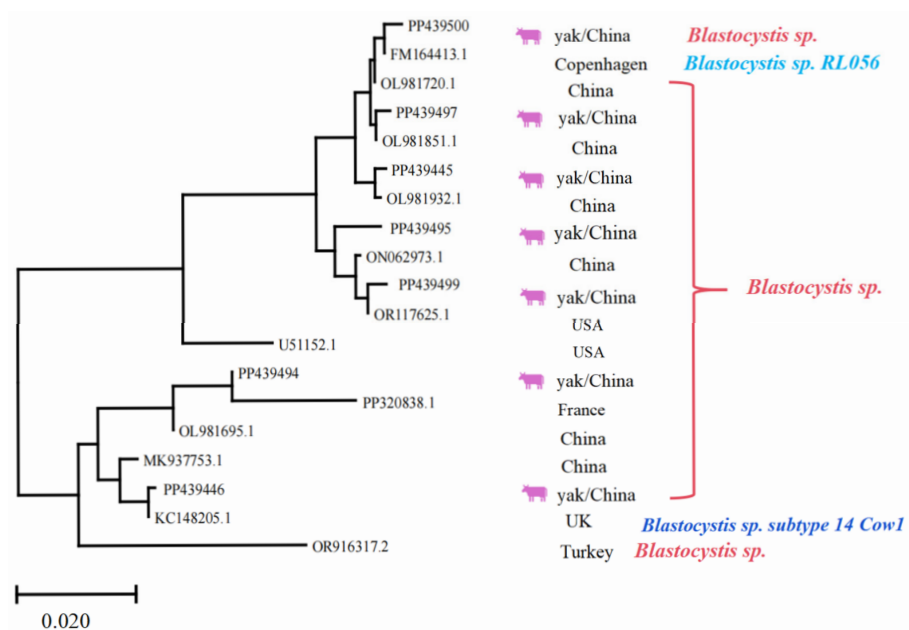 PP439500 yak/China Blastocystis sp.
FM164413.1 Copenhagen Blastocystis sp. RL056
OL981720.1 China
PP439497 yak/China
OL981851.1 China
PP439445 yak/China
OL981932.1 China
PP439495 yak/China
ON062973.1 China
PP439499 yak/China
Blastocystis sp.
OR117625.1 USA
U51152.1 USA
PP439494 yak/China
PP320838.1 France
OL981695.1 China
MK937753.1 China
PP439446 yak/China
KC148205.1 UK Blastocystis sp. subtype 14 Cow1
OR916317.2 Turkey Blastocystis sp.
0.020